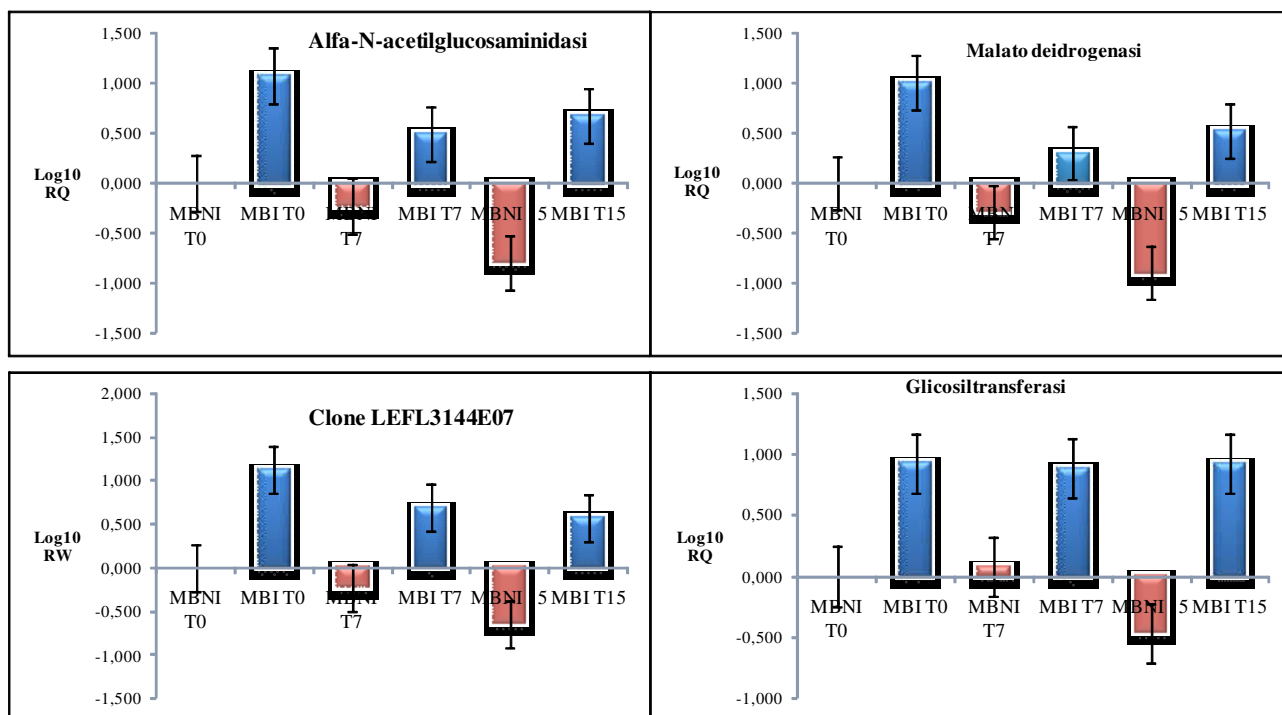 Alfa-N-acetilglucosaminidasi
1,500
1,000
0,500
0,000
-0,500
-1,000
-1,500
Log10
RQ
MBNI MBI T0 MBNI MBI T7 MBNI 5 MBI T15
T0 T7
Malato deidrogenasi
1,500
1,000
0,500
0,000
-0,500
-1,000
-1,500
Log10
RQ
MBNI MBI T0 MBNI MBI T7 MBNI 5 MBI T15
T0 T7
Clone LEFL3144E07
2,000
1,500
1,000
0,500
0,000
-0,500
-1,000
-1,500
Log10
RW
MBNI MBI T0 MBNI MBI T7 MBNI 5 MBI T15
T0 T7
Glicosiltransferasi
1,500
1,000
0,500
0,000
-0,500
-1,000
Log10
RQ
MBNI MBI T0 MBNI MBI T7 MBNI 5 MBI T15
T0 T7